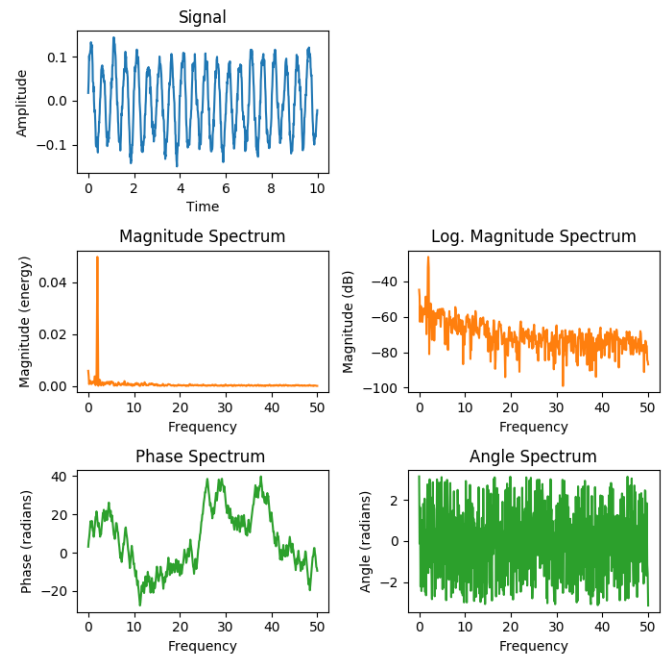 Signal
Amplitude
0.1
0.0
−0.1
0 2 4 6 8 10
Time
Magnitude Spectrum
Magnitude (energy)
0.04
0.02
0.00
0 10 20 30 40 50
Frequency
Log. Magnitude Spectrum
Magnitude (dB)
−40
−60
−80
−100
0 10 20 30 40 50
Frequency
Phase Spectrum
Phase (radians)
40
20
0
−20
0 10 20 30 40 50
Frequency
Angle Spectrum
Angle (radians)
2
0
−2
0 10 20 30 40 50
Frequency